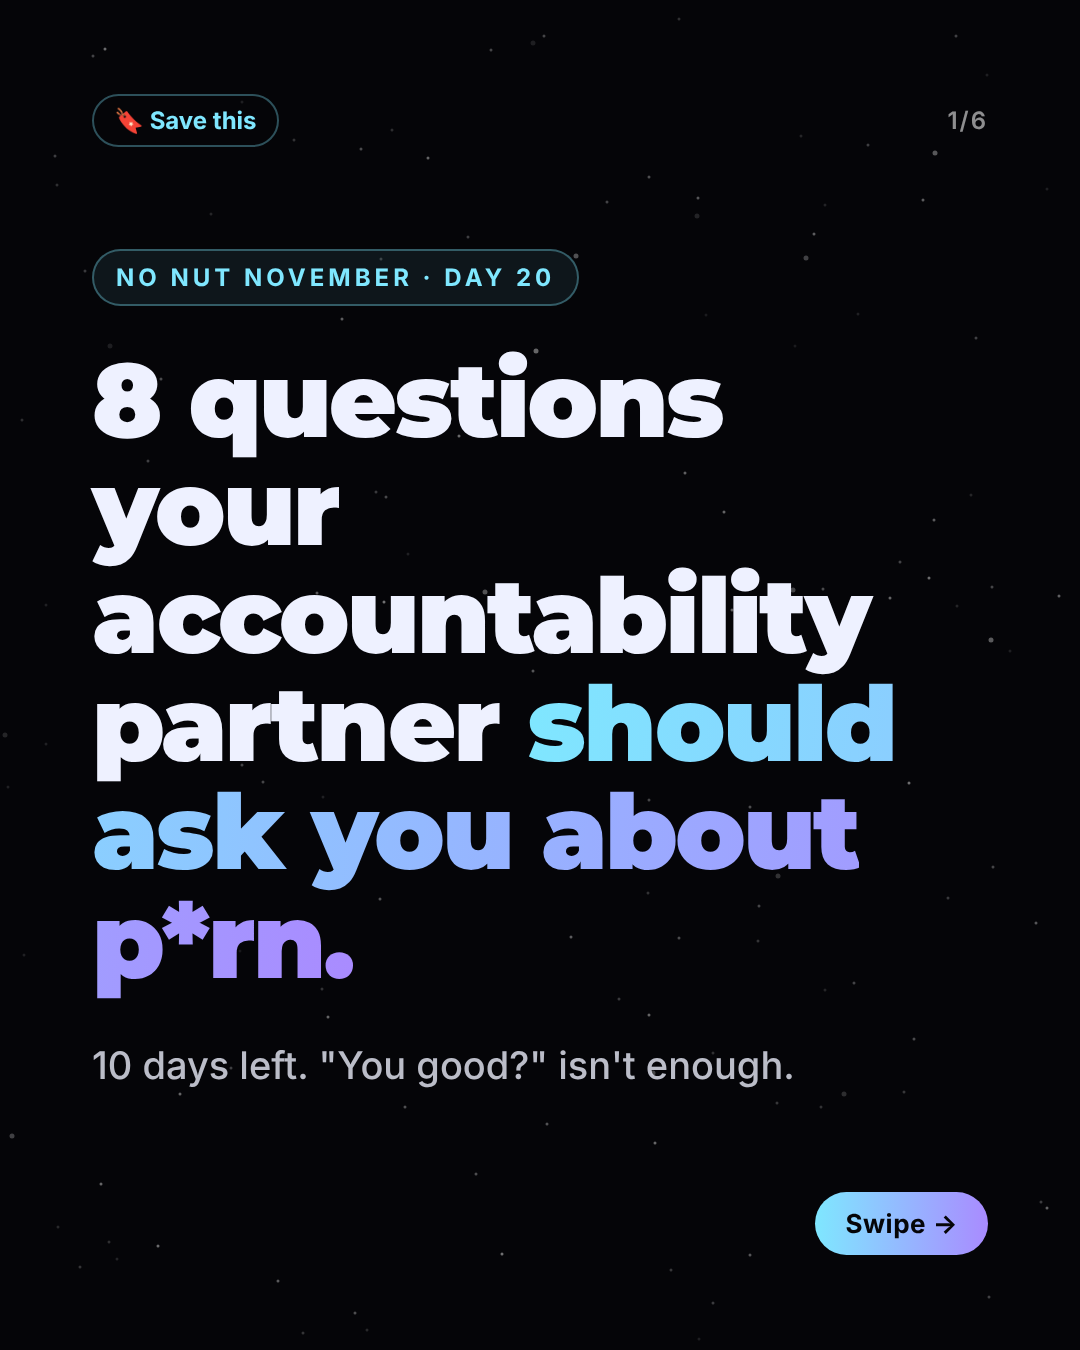 🔖 Save this
1/6
NO NUT NOVEMBER · DAY 20
8 questions
your
accountability
partner should
ask you about
p*rn.
10 days left. "You good?" isn't enough.
Swipe →